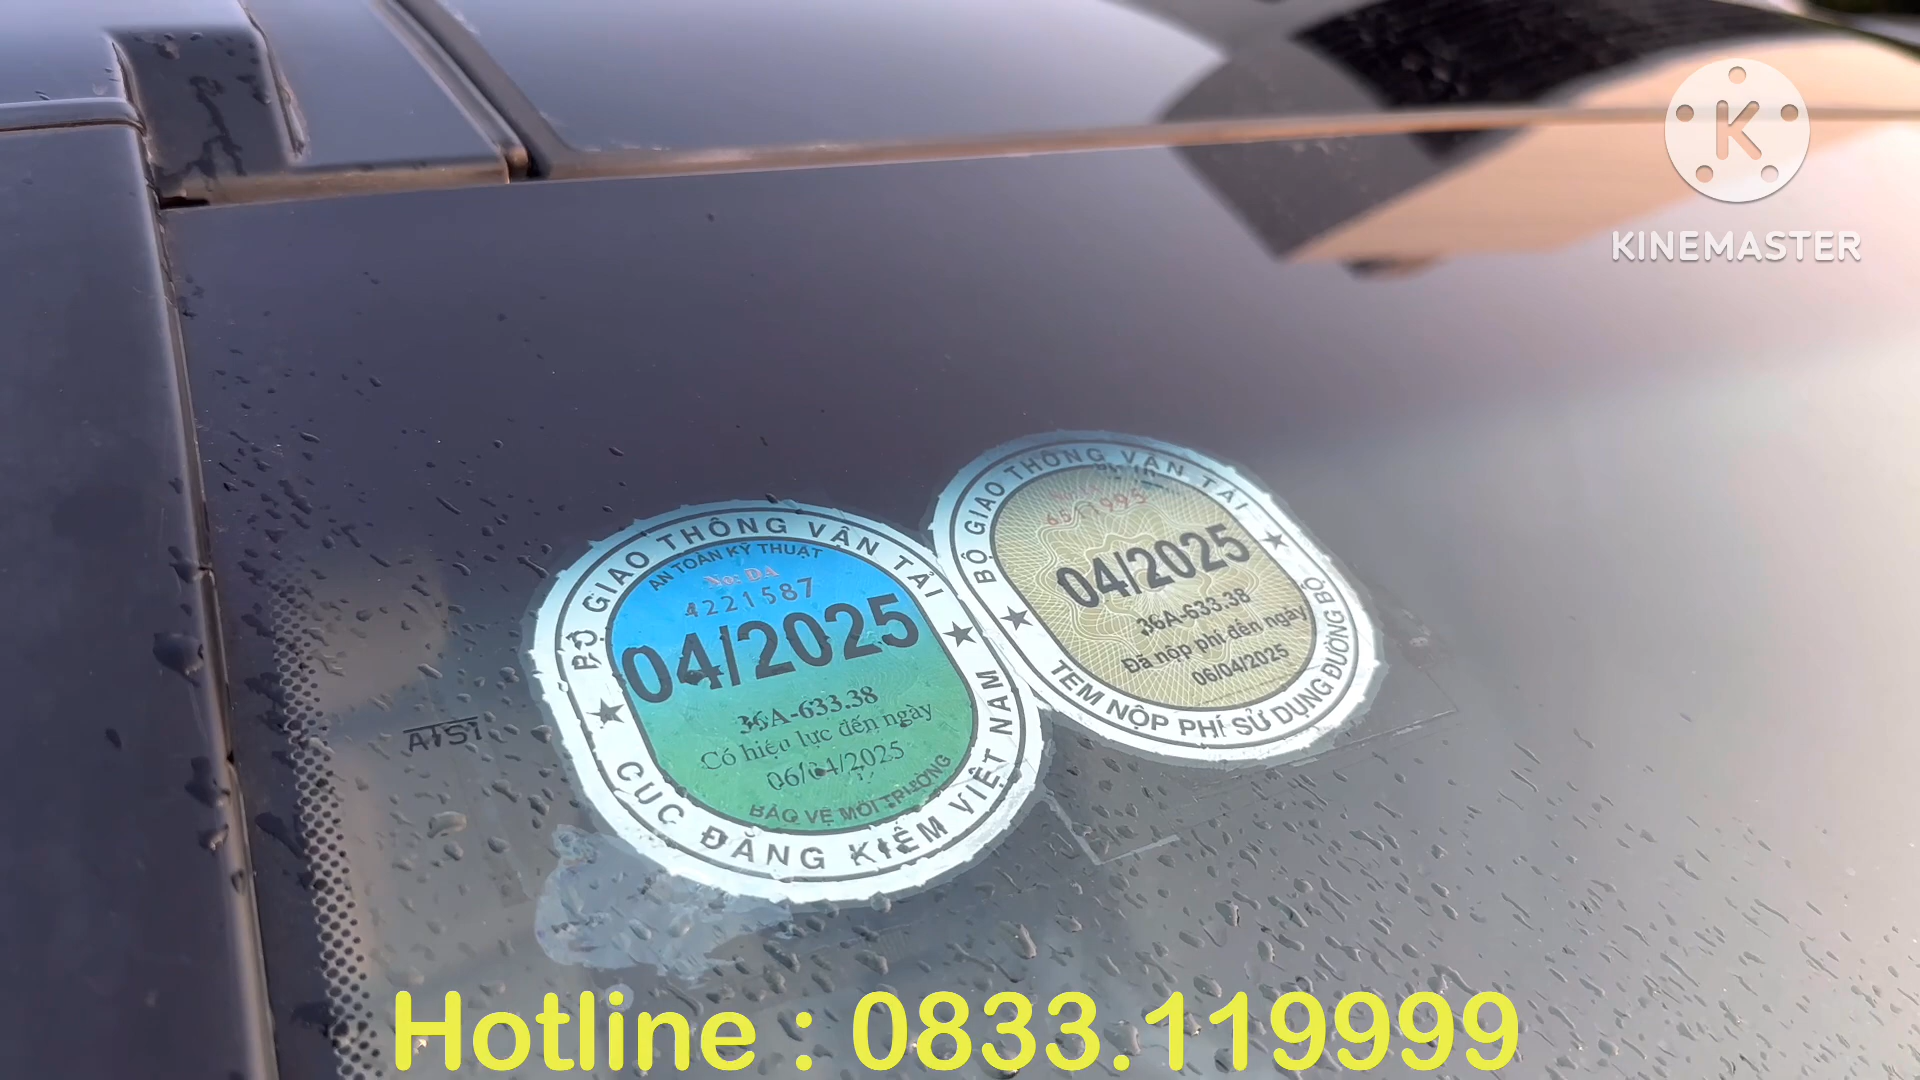 K
KINEMASTER
BỘ GIAO THÔNG VẬN TẢI
AN TOÀN KỸ THUẬT
No: DA
4221587
04/2025
36A-633.38
Có hiệu lực đến ngày
06/04/2025
BẢO VỆ MÔI TRƯỜNG
CỤC ĐĂNG KIỂM VIỆT NAM
BỘ GIAO THÔNG VẬN TẢI
04/2025
36A-633.38
Đã nộp phí đến ngày
06/04/2025
TEM NỘP PHÍ SỬ DỤNG ĐƯỜNG BỘ
Hotline : 0833.119999